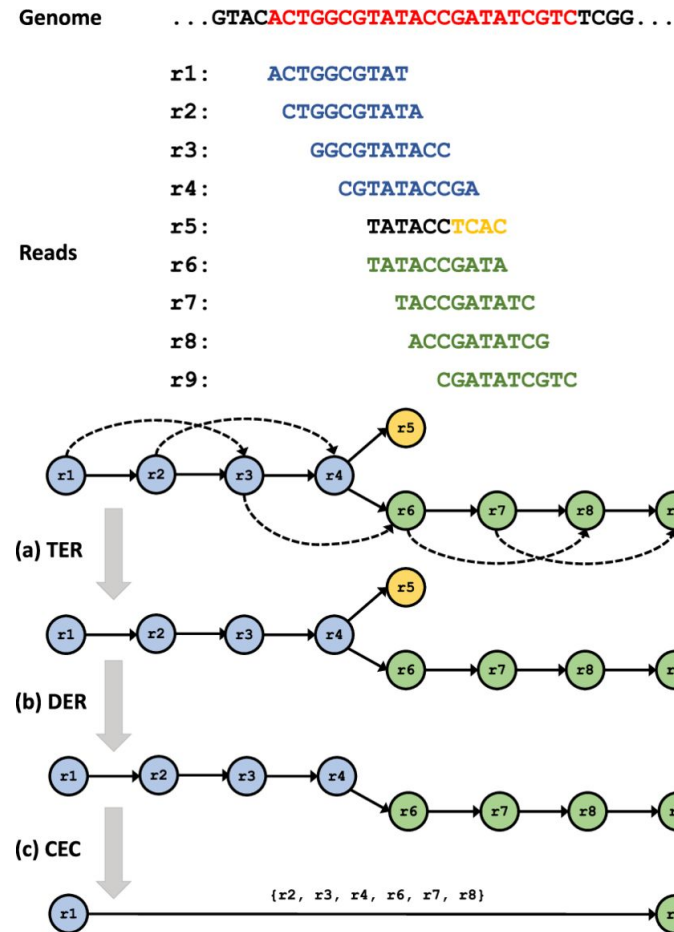 Genome ...GTACACTGGCGTATACCGATATCGTCTCGG...
r1: ACTGGCGTAT
r2: CTGGCGTATA
r3: GGCGTATACC
r4: CGTATACCGA
r5: TATACCTCAC
Reads
r6: TATACCGATA
r7: TACCGATATC
r8: ACCGATATCG
r9: CGATATCGTC
r5
r1 r2 r3 r4
r6 r7 r8
(a) TER
r5
r1 r2 r3 r4
r6 r7 r8
(b) DER
r1 r2 r3 r4
r6 r7 r8
(c) CEC
{r2, r3, r4, r6, r7, r8}
r1